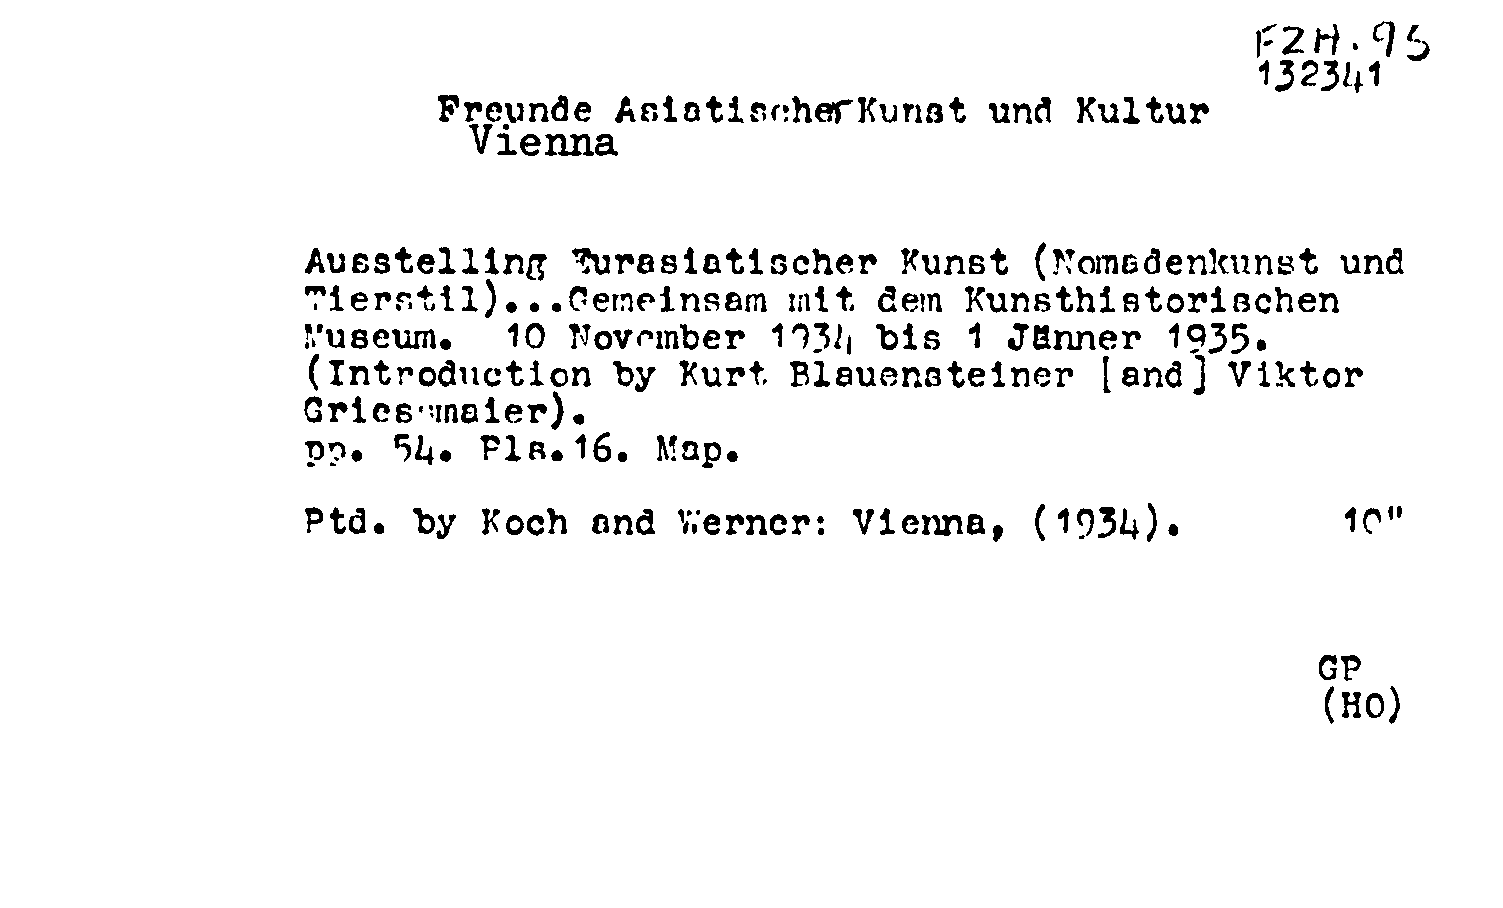 FZH.95
132341
Freunde Asiatischer Kunst und Kultur
Vienna
Ausstelling Eurasiatischer Kunst (Nomadenkunst und
Tierstil)...Gemeinsam mit dem Kunsthistorischen
Museum. 10 November 1934 bis 1 Jänner 1935.
(Introduction by Kurt Blauensteiner [and] Viktor
Griessmaier).
pp. 54. Pls.16. Map.
Ptd. by Koch and Werner: Vienna, (1934). 10"
GP
(HO)